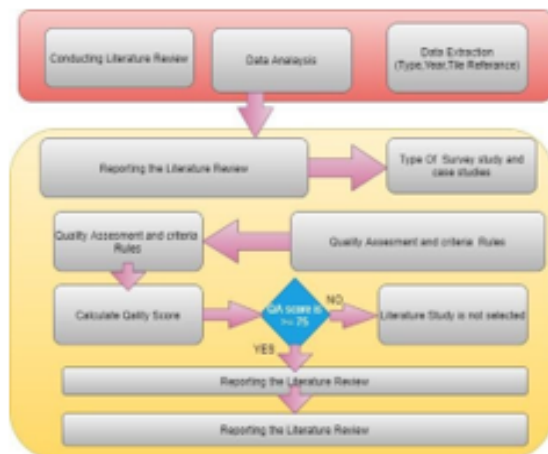 Conducting Literature Review
Data Analaysis
Data Extraction
(Type,Year,Tile Referance)
Reporting the Literature Review
Type Of Survey study and
case studies
Quality Assesment and criteria
Rules
Quality Assesment and criteria Rules
Calculate Qelity Score
QA score is
>= 75
NO
Literature Study is not selected
YES
Reporting the Literature Review
Reporting the Literature Review